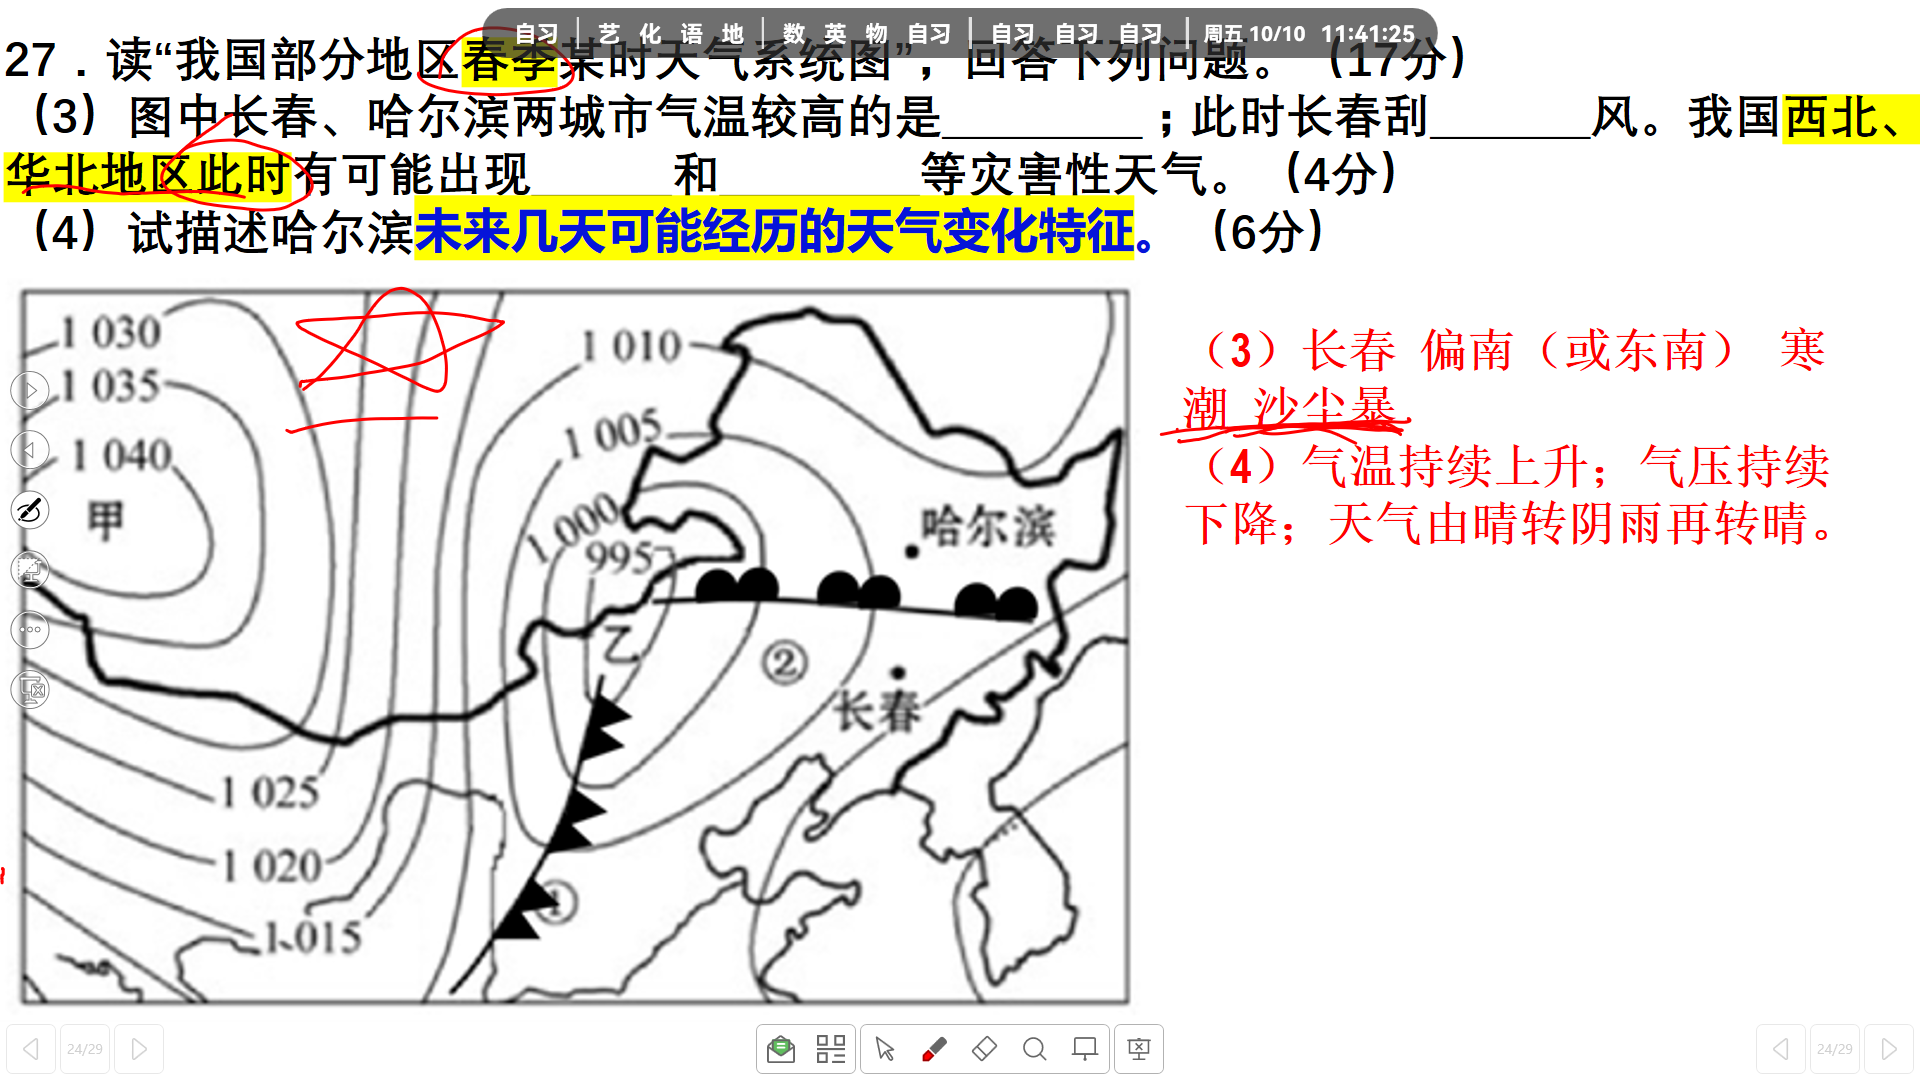 自习 | 艺 化 语 地 | 数 英 物 自习 | 自习 自习 自习 | 周五 10/10 11:41:25
27．读“我国部分地区春季某时天气系统图”，回答下列问题。（17分）
（3）图中长春、哈尔滨两城市气温较高的是________；此时长春刮______风。我国西北、
华北地区此时有可能出现______和________等灾害性天气。（4分）
（4）试描述哈尔滨未来几天可能经历的天气变化特征。（6分）
（3）长春 偏南（或东南） 寒
潮 沙尘暴
（4）气温持续上升；气压持续
下降；天气由晴转阴雨再转晴。
1 030
1 010
1 035
1 005
1 040
甲
1 000
哈尔滨
995
乙
②
长春
1 025
1 020
①
1 015
24/29
24/29